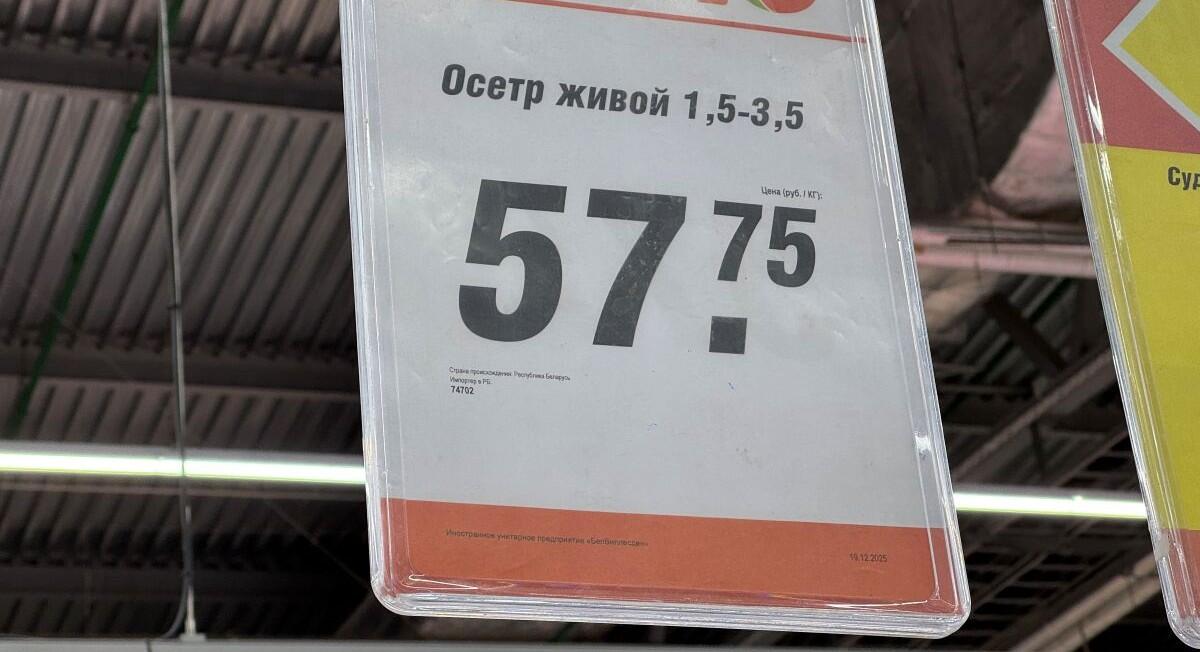 Осетр живой 1,5-3,5
Цена (руб. / КГ):
57.75
Страна происхождения: Республика Беларусь
Импортер в РБ:
74702
Иностранное унитарное предприятие «БелВиллесден»
19.12.2025
Суд